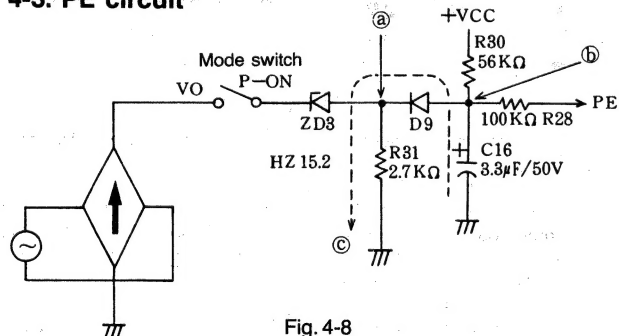 4-3. PE circuit
ⓐ
+VCC
R30
56KΩ
ⓑ
Mode switch
P-ON
VO
ZD3
D9
100KΩ R28
PE
HZ 15.2
R31
2.7KΩ
+
C16
3.3µF/50V
ⓒ
Fig. 4-8